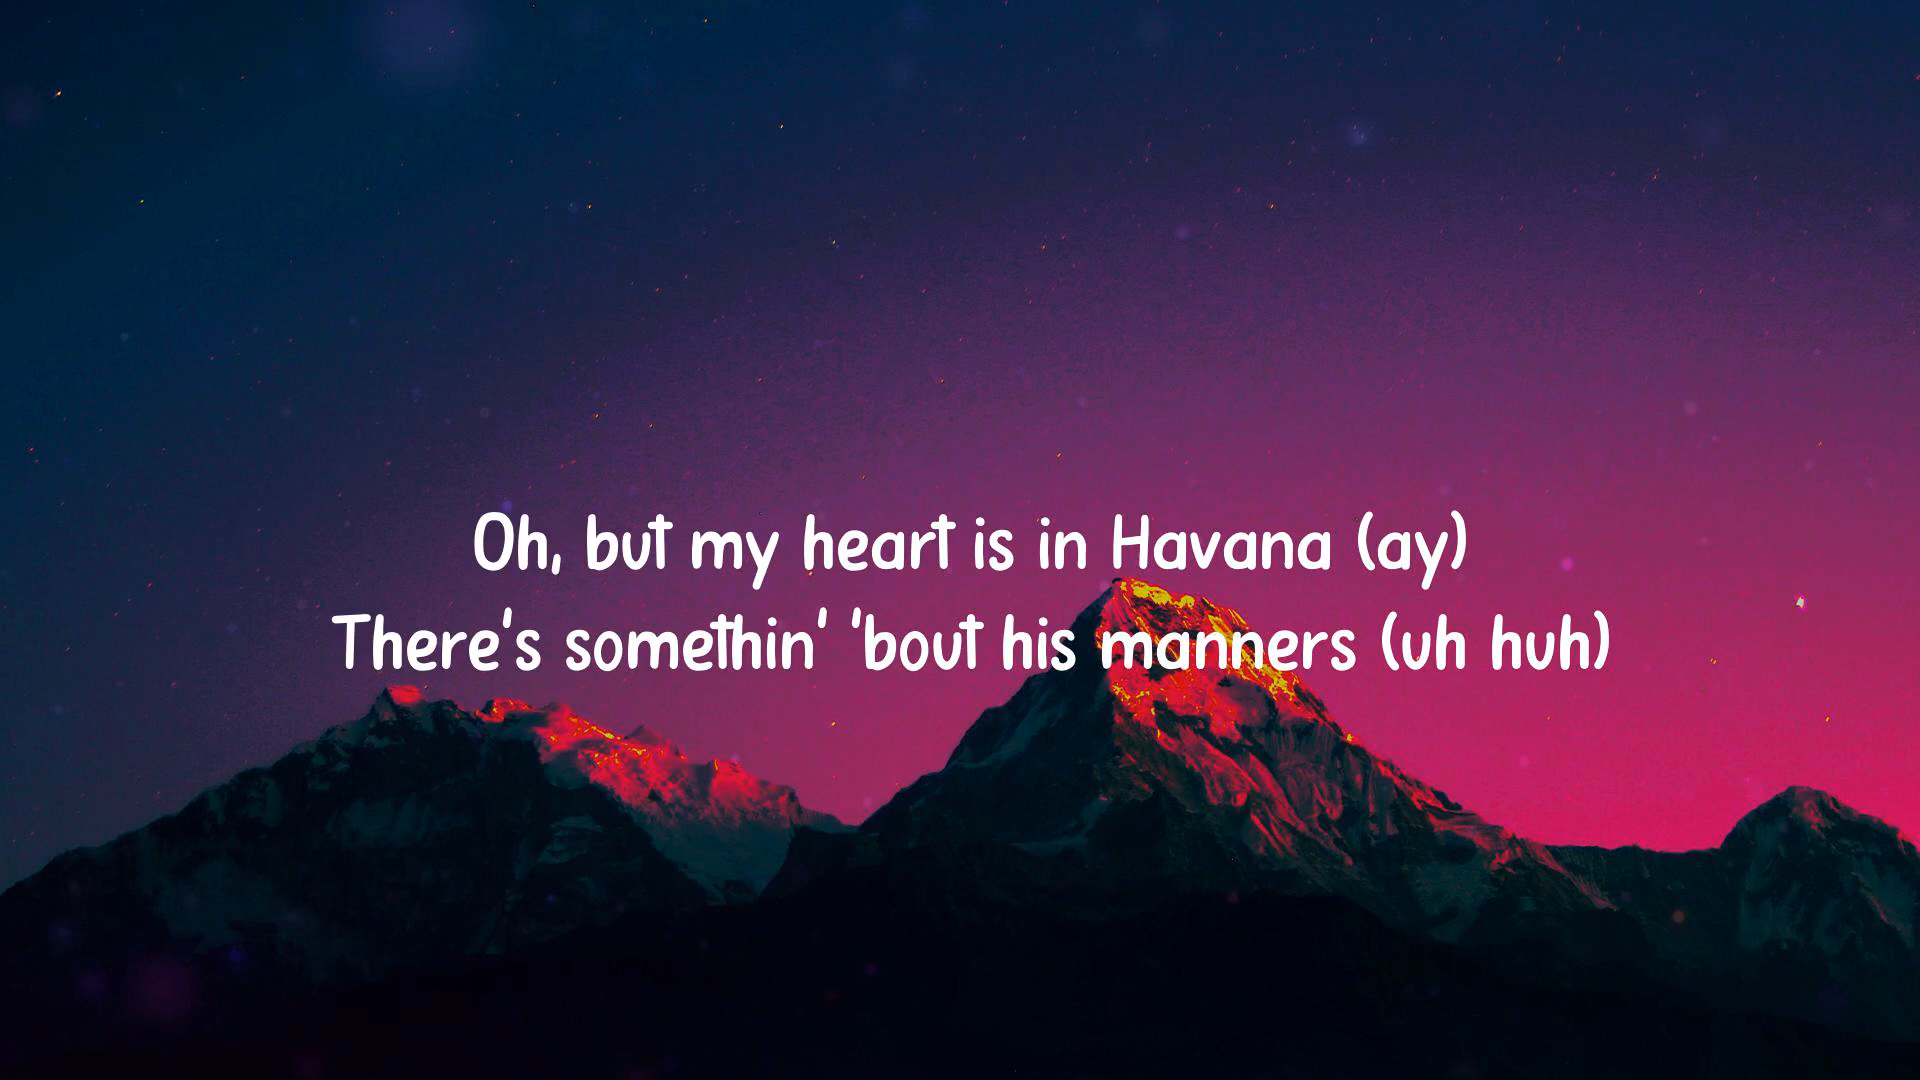 Oh, but my heart is in Havana (ay)
There's somethin' 'bout his manners (uh huh)